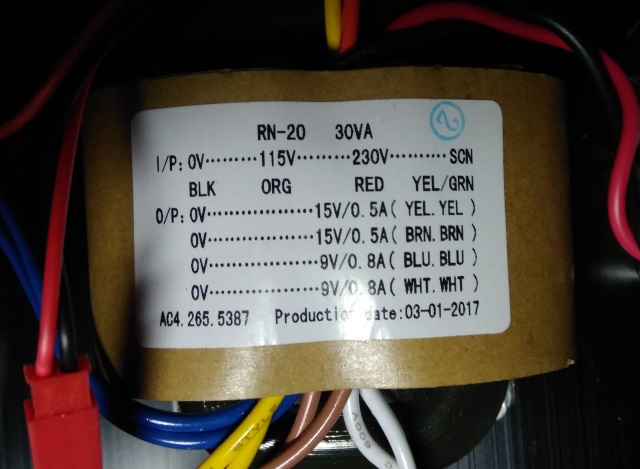 RN-20 30VA
I/P: 0V·········115V·········230V·········SCN
BLK ORG RED YEL/GRN
O/P: 0V··················15V/0.5A( YEL.YEL )
0V··················15V/0.5A( BRN.BRN )
0V··················9V/0.8A( BLU.BLU )
0V··················9V/0.8A( WHT.WHT )
AC4.265.5387 Production date:03-01-2017